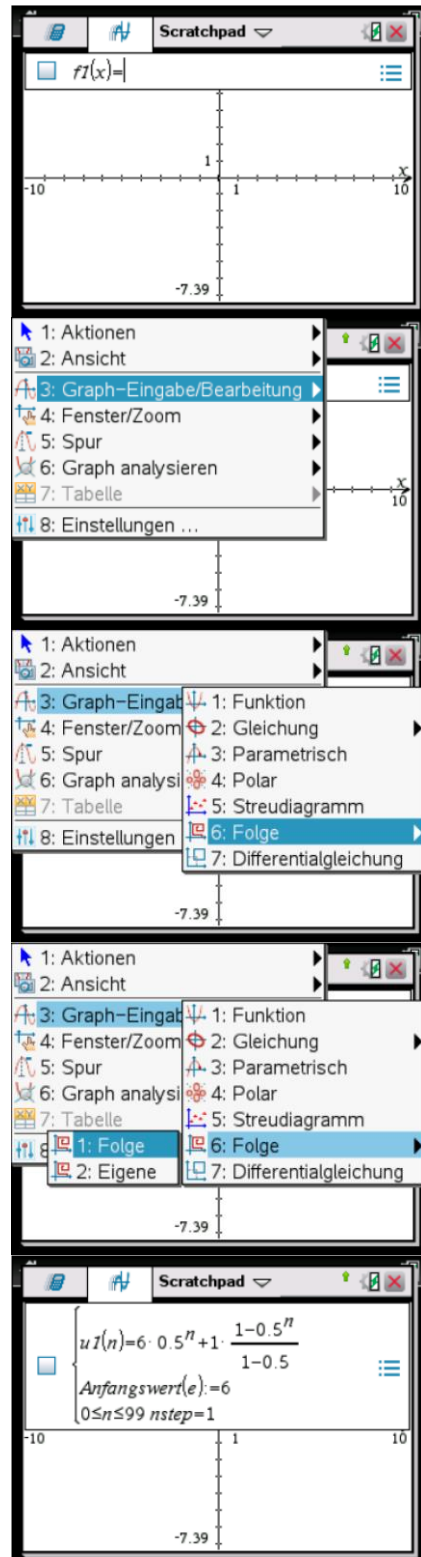 Scratchpad
f1(x)=
1
x
-10
1
10
-7.39
1: Aktionen
2: Ansicht
3: Graph-Eingabe/Bearbeitung
4: Fenster/Zoom
5: Spur
6: Graph analysieren
7: Tabelle
8: Einstellungen ...
x
10
-7.39
1: Aktionen
2: Ansicht
3: Graph-Eingab
1: Funktion
4: Fenster/Zoom
2: Gleichung
5: Spur
3: Parametrisch
6: Graph analysi
4: Polar
7: Tabelle
5: Streudiagramm
8: Einstellungen
6: Folge
7: Differentialgleichung
-7.39
1: Aktionen
2: Ansicht
3: Graph-Eingab
1: Funktion
4: Fenster/Zoom
2: Gleichung
5: Spur
3: Parametrisch
6: Graph analysi
4: Polar
7: Tabelle
5: Streudiagramm
8
1: Folge
6: Folge
2: Eigene
7: Differentialgleichung
-7.39
Scratchpad
u1(n)=6· 0.5^n+1· (1-0.5^n)/(1-0.5)
Anfangswert(e):=6
0≤n≤99 nstep=1
-10
1
10
-7.39